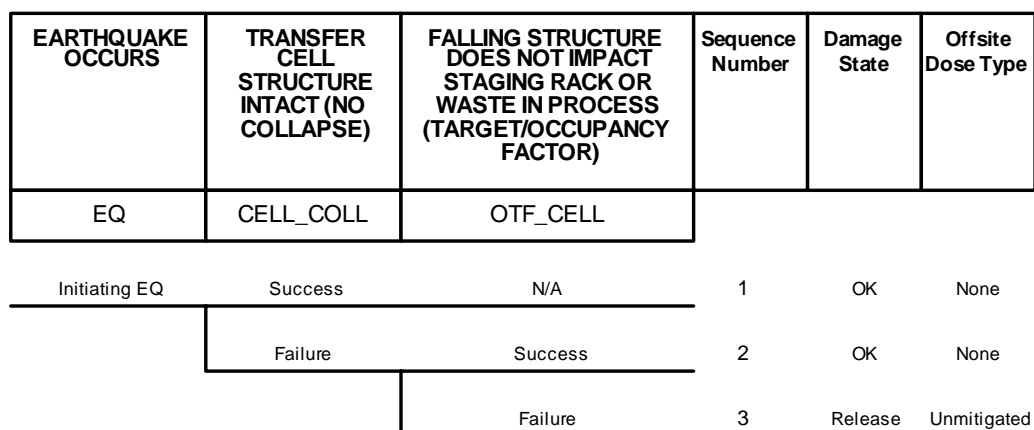 EARTHQUAKE
OCCURS
TRANSFER
CELL
STRUCTURE
INTACT (NO
COLLAPSE)
FALLING STRUCTURE
DOES NOT IMPACT
STAGING RACK OR
WASTE IN PROCESS
(TARGET/OCCUPANCY
FACTOR)
Sequence
Number
Damage
State
Offsite
Dose Type
EQ CELL_COLL OTF_CELL
Initiating EQ Success N/A 1 OK None
Failure Success 2 OK None
Failure 3 Release Unmitigated